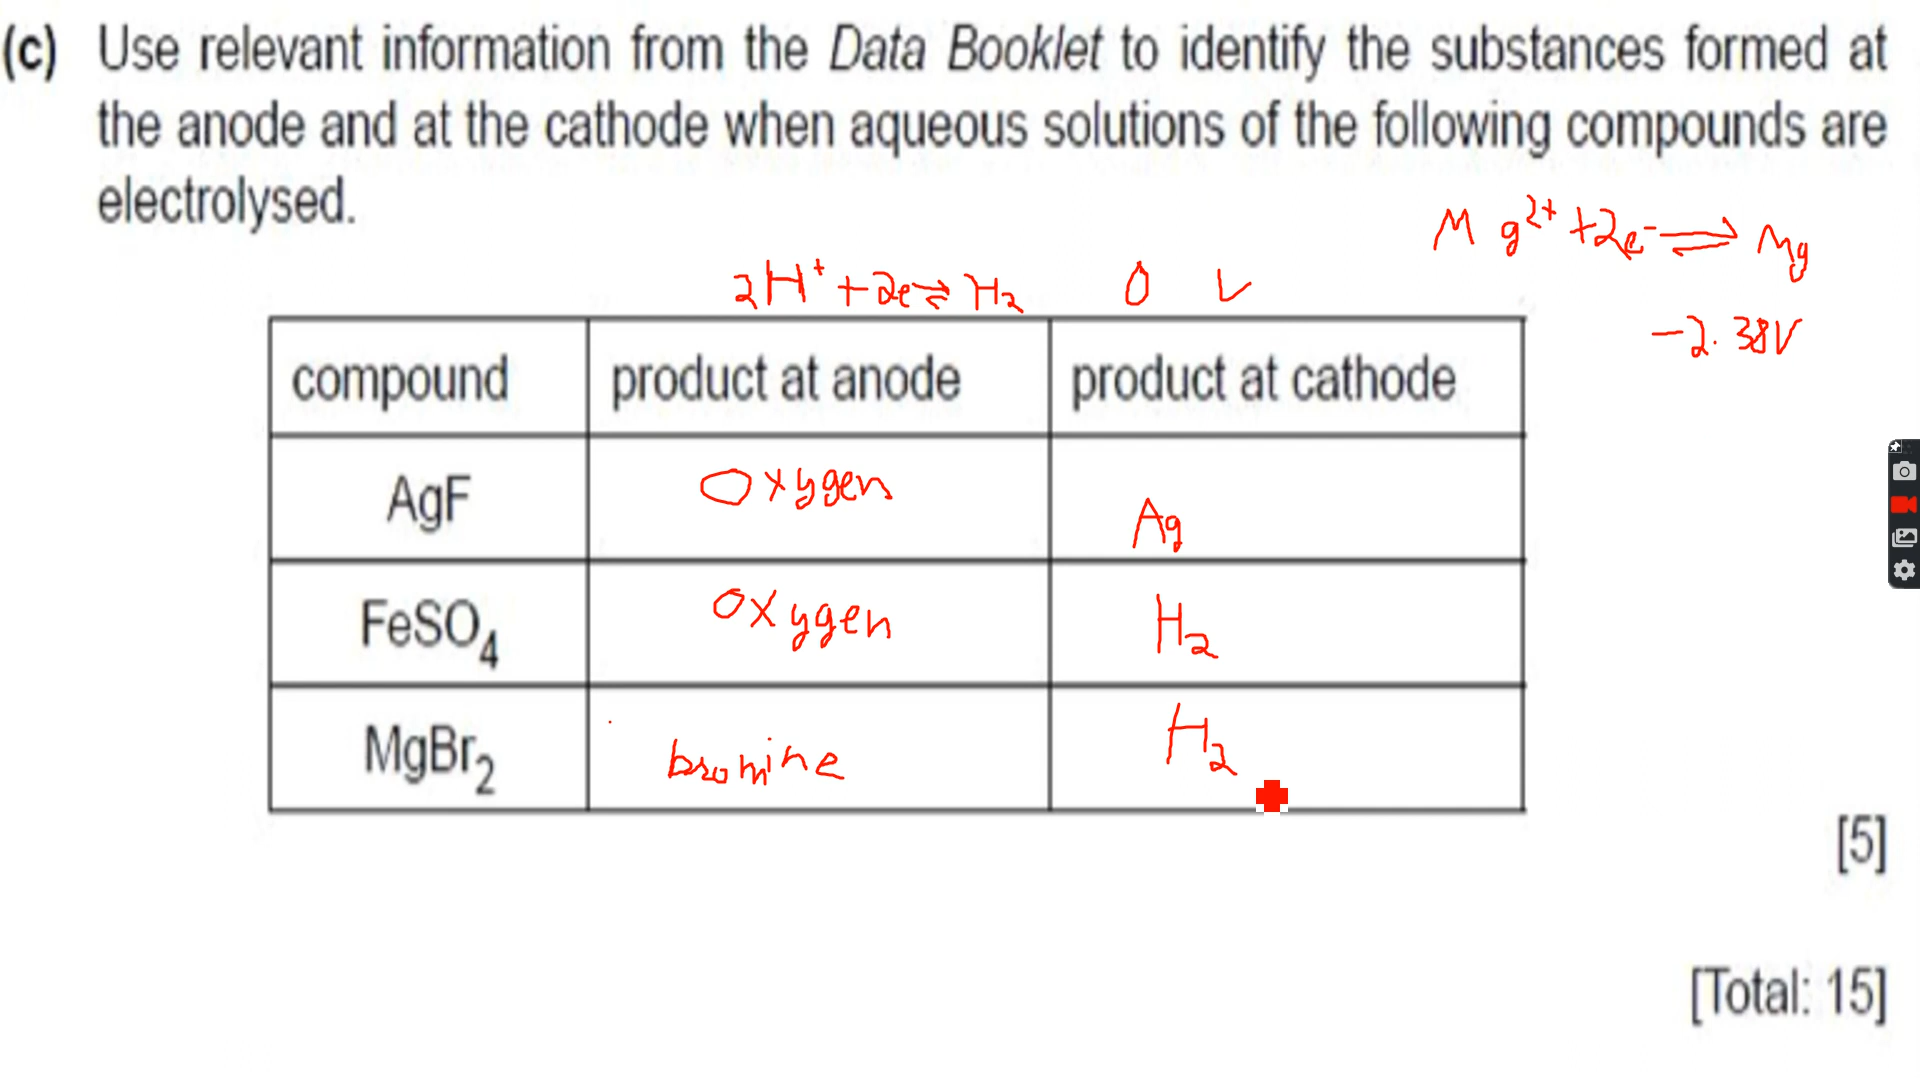 (c) Use relevant information from the Data Booklet to identify the substances formed at
the anode and at the cathode when aqueous solutions of the following compounds are
electrolysed.
Mg²⁺ + 2e⁻ ⇌ Mg
2H⁺ + 2e ⇌ H₂ 0 V
-2.38V
compound product at anode product at cathode
AgF Oxygen Ag
FeSO₄ Oxygen H₂
MgBr₂ bromine H₂
[5]
[Total: 15]